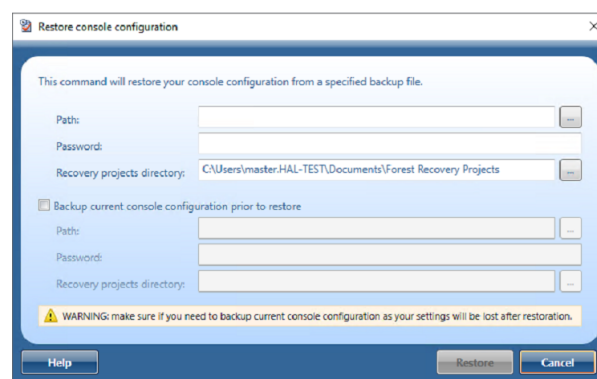 Restore console configuration
This command will restore your console configuration from a specified backup file.
Path:
...
Password:
Recovery projects directory: C:\Users\master.HAL-TEST\Documents\Forest Recovery Projects
...
Backup current console configuration prior to restore
Path:
...
Password:
Recovery projects directory:
...
WARNING: make sure if you need to backup current console configuration as your settings will be lost after restoration.
Help Restore Cancel